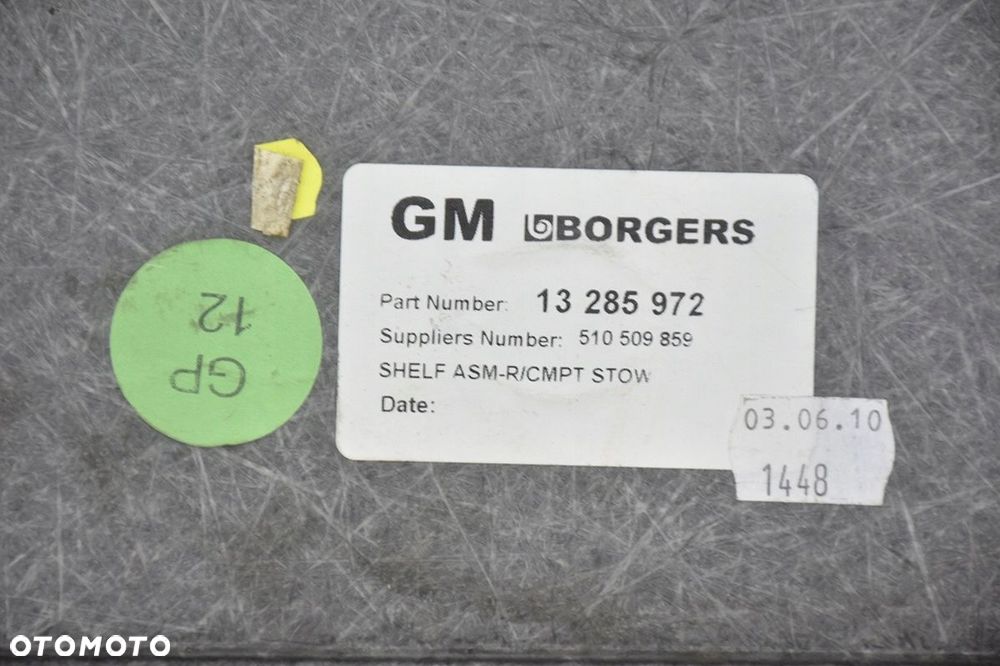 GM BORGERS
Part Number: 13 285 972
Suppliers Number: 510 509 859
SHELF ASM-R/CMPT STOW
Date:
03.06.10
1448
GP
12
OTOMOTO